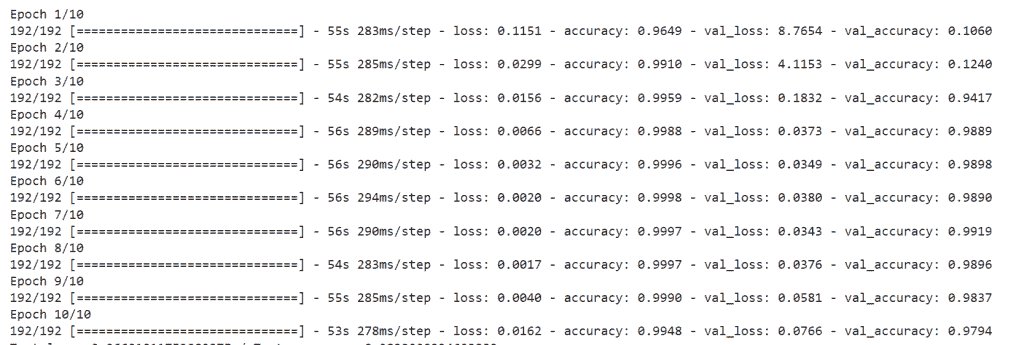 Epoch 1/10
192/192 [==============================] - 55s 283ms/step - loss: 0.1151 - accuracy: 0.9649 - val_loss: 8.7654 - val_accuracy: 0.1060
Epoch 2/10
192/192 [==============================] - 55s 285ms/step - loss: 0.0299 - accuracy: 0.9910 - val_loss: 4.1153 - val_accuracy: 0.1240
Epoch 3/10
192/192 [==============================] - 54s 282ms/step - loss: 0.0156 - accuracy: 0.9959 - val_loss: 0.1832 - val_accuracy: 0.9417
Epoch 4/10
192/192 [==============================] - 56s 289ms/step - loss: 0.0066 - accuracy: 0.9988 - val_loss: 0.0373 - val_accuracy: 0.9889
Epoch 5/10
192/192 [==============================] - 56s 290ms/step - loss: 0.0032 - accuracy: 0.9996 - val_loss: 0.0349 - val_accuracy: 0.9898
Epoch 6/10
192/192 [==============================] - 56s 294ms/step - loss: 0.0020 - accuracy: 0.9998 - val_loss: 0.0380 - val_accuracy: 0.9890
Epoch 7/10
192/192 [==============================] - 56s 290ms/step - loss: 0.0020 - accuracy: 0.9997 - val_loss: 0.0343 - val_accuracy: 0.9919
Epoch 8/10
192/192 [==============================] - 54s 283ms/step - loss: 0.0017 - accuracy: 0.9997 - val_loss: 0.0376 - val_accuracy: 0.9896
Epoch 9/10
192/192 [==============================] - 55s 285ms/step - loss: 0.0040 - accuracy: 0.9990 - val_loss: 0.0581 - val_accuracy: 0.9837
Epoch 10/10
192/192 [==============================] - 53s 278ms/step - loss: 0.0162 - accuracy: 0.9948 - val_loss: 0.0766 - val_accuracy: 0.9794